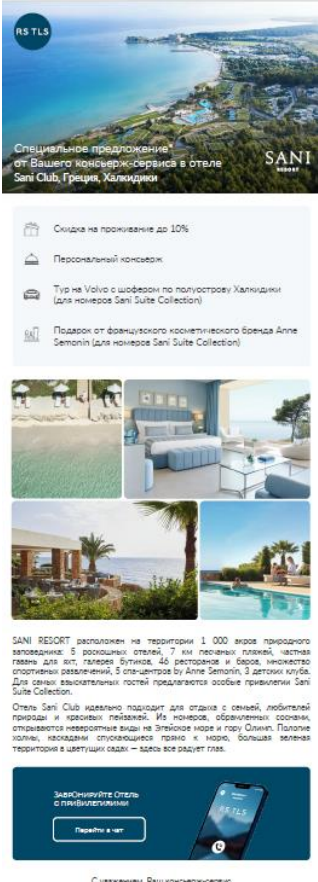 RS TLS
Специальное предложение*
от Вашего консьерж-сервиса в отеле
Sani Club, Греция, Халкидики
SANI
RESORT
Скидка на проживание до 10%
Персональный консьерж
Тур на Volvo с шофером по полуострову Халкидики
(для номеров Sani Suite Collection)
Подарок от французского косметического бренда Anne
Semonin (для номеров Sani Suite Collection)
SANI RESORT расположен на территории 1 000 акров природного
заповедника: 5 роскошных отелей, 7 км песчаных пляжей, частная
гавань для яхт, галерея бутиков, 46 ресторанов и баров, множество
спортивных развлечений, 5 спа-центров by Anne Semonin, 3 детских клуба.
Для самых взыскательных гостей предлагаются особые привилегии Sani
Suite Collection.
Отель Sani Club идеально подходит для отдыха с семьей, любителей
природы и красивых пейзажей. Из номеров, обрамленных соснами,
открываются невероятные виды на Эгейское море и гору Олимп. Пологие
холмы, каскадами спускающиеся прямо к морю, большая зеленая
территория в цветущих садах — здесь все радует глаз.
ЗАБРОНИРУЙТЕ ОТЕЛЬ
С ПРИВИЛЕГИЯМИ
Перейти в чат
RS TLS
С уважением, Ваш консьерж-сервис